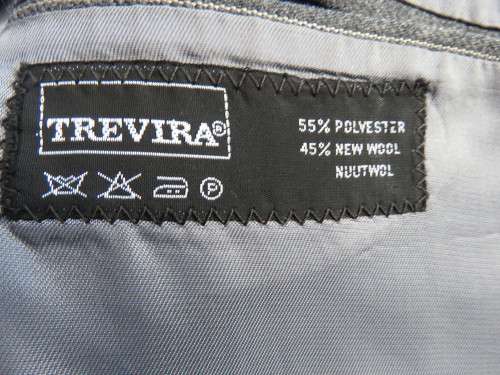 TREVIRA®
55% POLYESTER
45% NEW WOOL
NUUTWOL
P